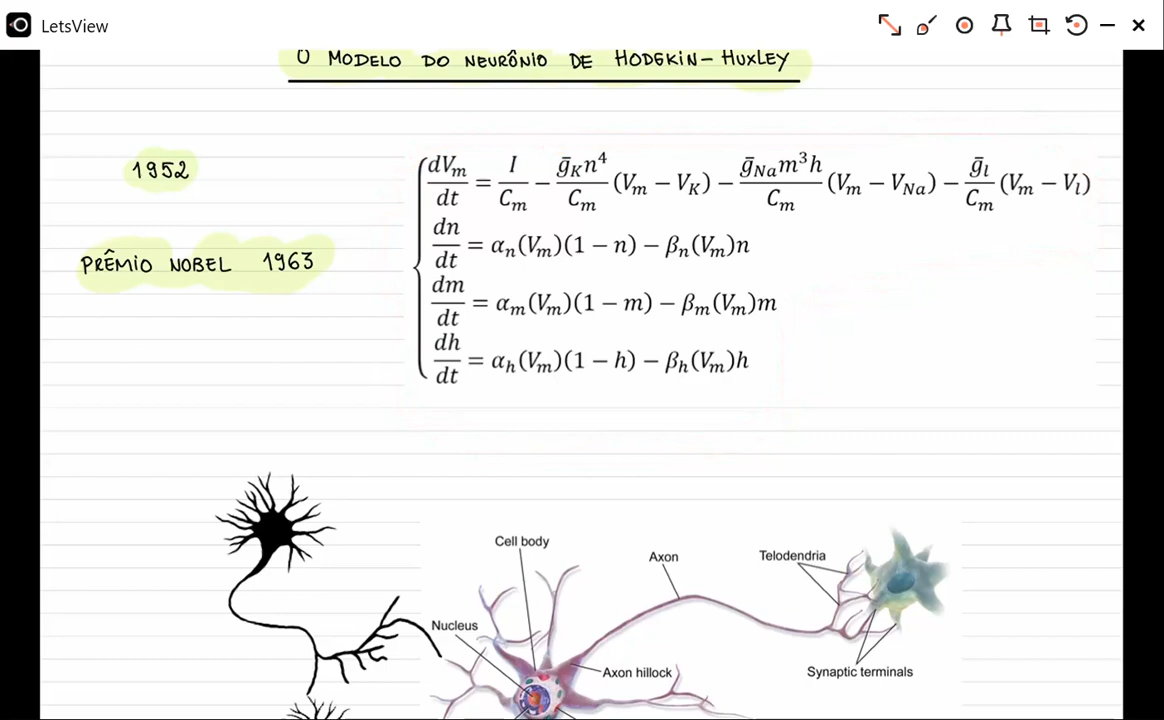 LetsView
O MODELO DO NEURÔNIO DE HODGKIN-HUXLEY
1952
PRÊMIO NOBEL 1963
dV_m/dt = I/C_m − (ḡ_K n⁴/C_m)(V_m − V_K) − (ḡ_Na m³h/C_m)(V_m − V_Na) − (ḡ_l/C_m)(V_m − V_l)
dn/dt = α_n(V_m)(1 − n) − β_n(V_m)n
dm/dt = α_m(V_m)(1 − m) − β_m(V_m)m
dh/dt = α_h(V_m)(1 − h) − β_h(V_m)h
Cell body
Axon
Telodendria
Nucleus
Axon hillock
Synaptic terminals